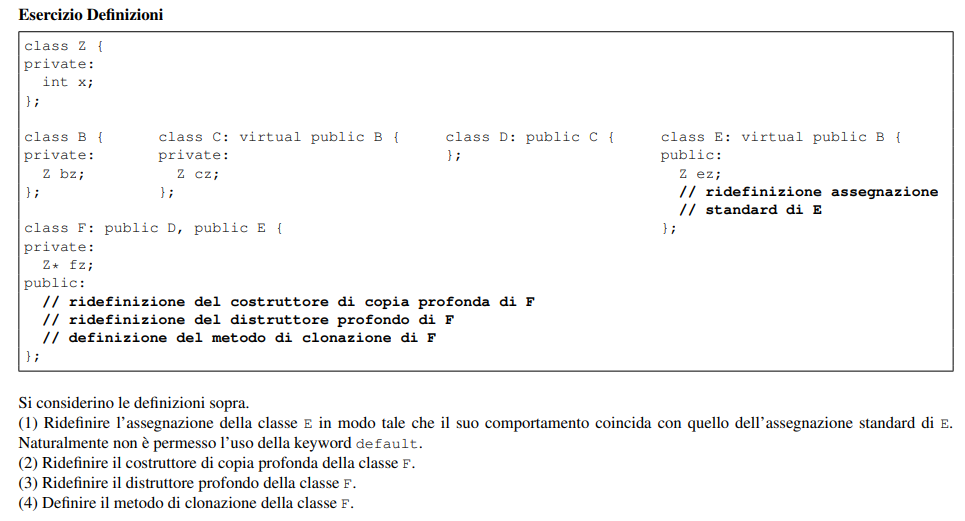 Esercizio Definizioni
class Z {
private:
int x;
};
class B { class C: virtual public B { class D: public C { class E: virtual public B {
private: private: }; public:
Z bz; Z cz; Z ez;
}; }; // ridefinizione assegnazione
// standard di E
class F: public D, public E { };
private:
Z* fz;
public:
// ridefinizione del costruttore di copia profonda di F
// ridefinizione del distruttore profondo di F
// definizione del metodo di clonazione di F
};
Si considerino le definizioni sopra.
(1) Ridefinire l'assegnazione della classe E in modo tale che il suo comportamento coincida con quello dell'assegnazione standard di E.
Naturalmente non è permesso l'uso della keyword default.
(2) Ridefinire il costruttore di copia profonda della classe F.
(3) Ridefinire il distruttore profondo della classe F.
(4) Definire il metodo di clonazione della classe F.